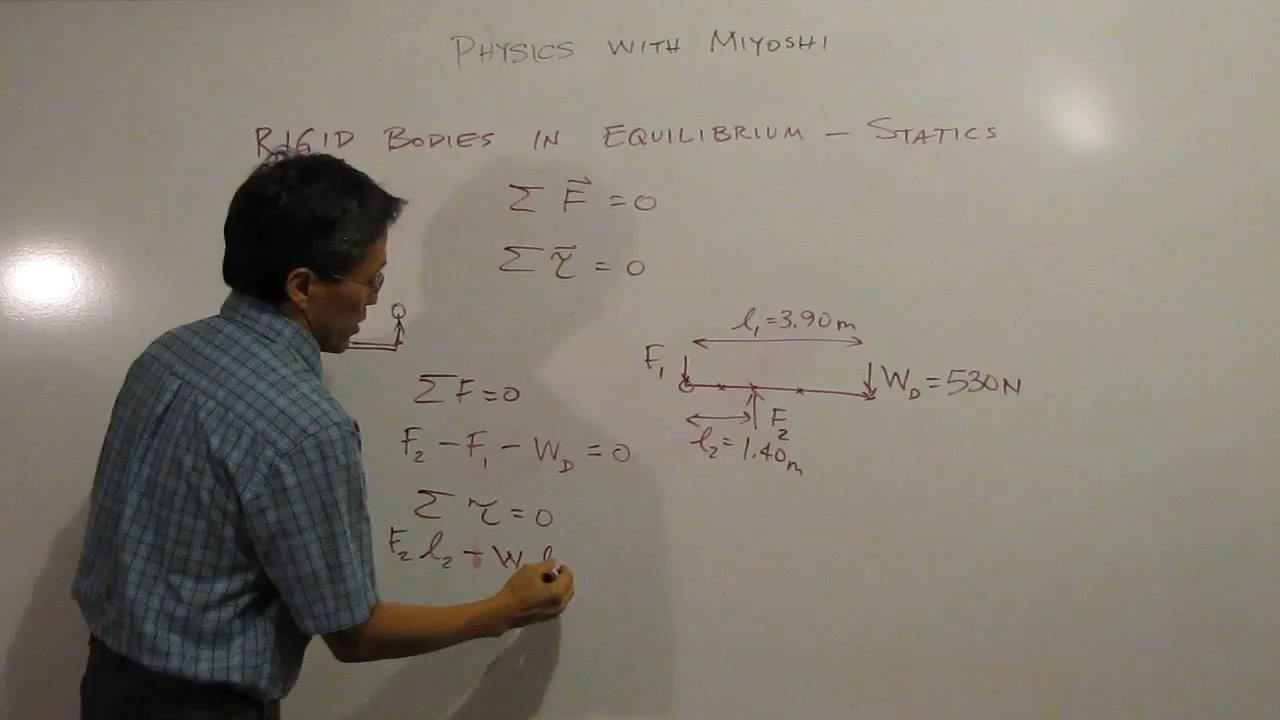 PHYSICS WITH MIYOSHI
RIGID BODIES IN EQUILIBRIUM – STATICS
Σ F⃗ = 0
Σ τ⃗ = 0
l₁ = 3.90 m
F₁
W_D = 530 N
F₂
l₂ = 1.40 m
ΣF = 0
F₂ – F₁ – W_D = 0
Σ τ = 0
F₂ l₂ – W l